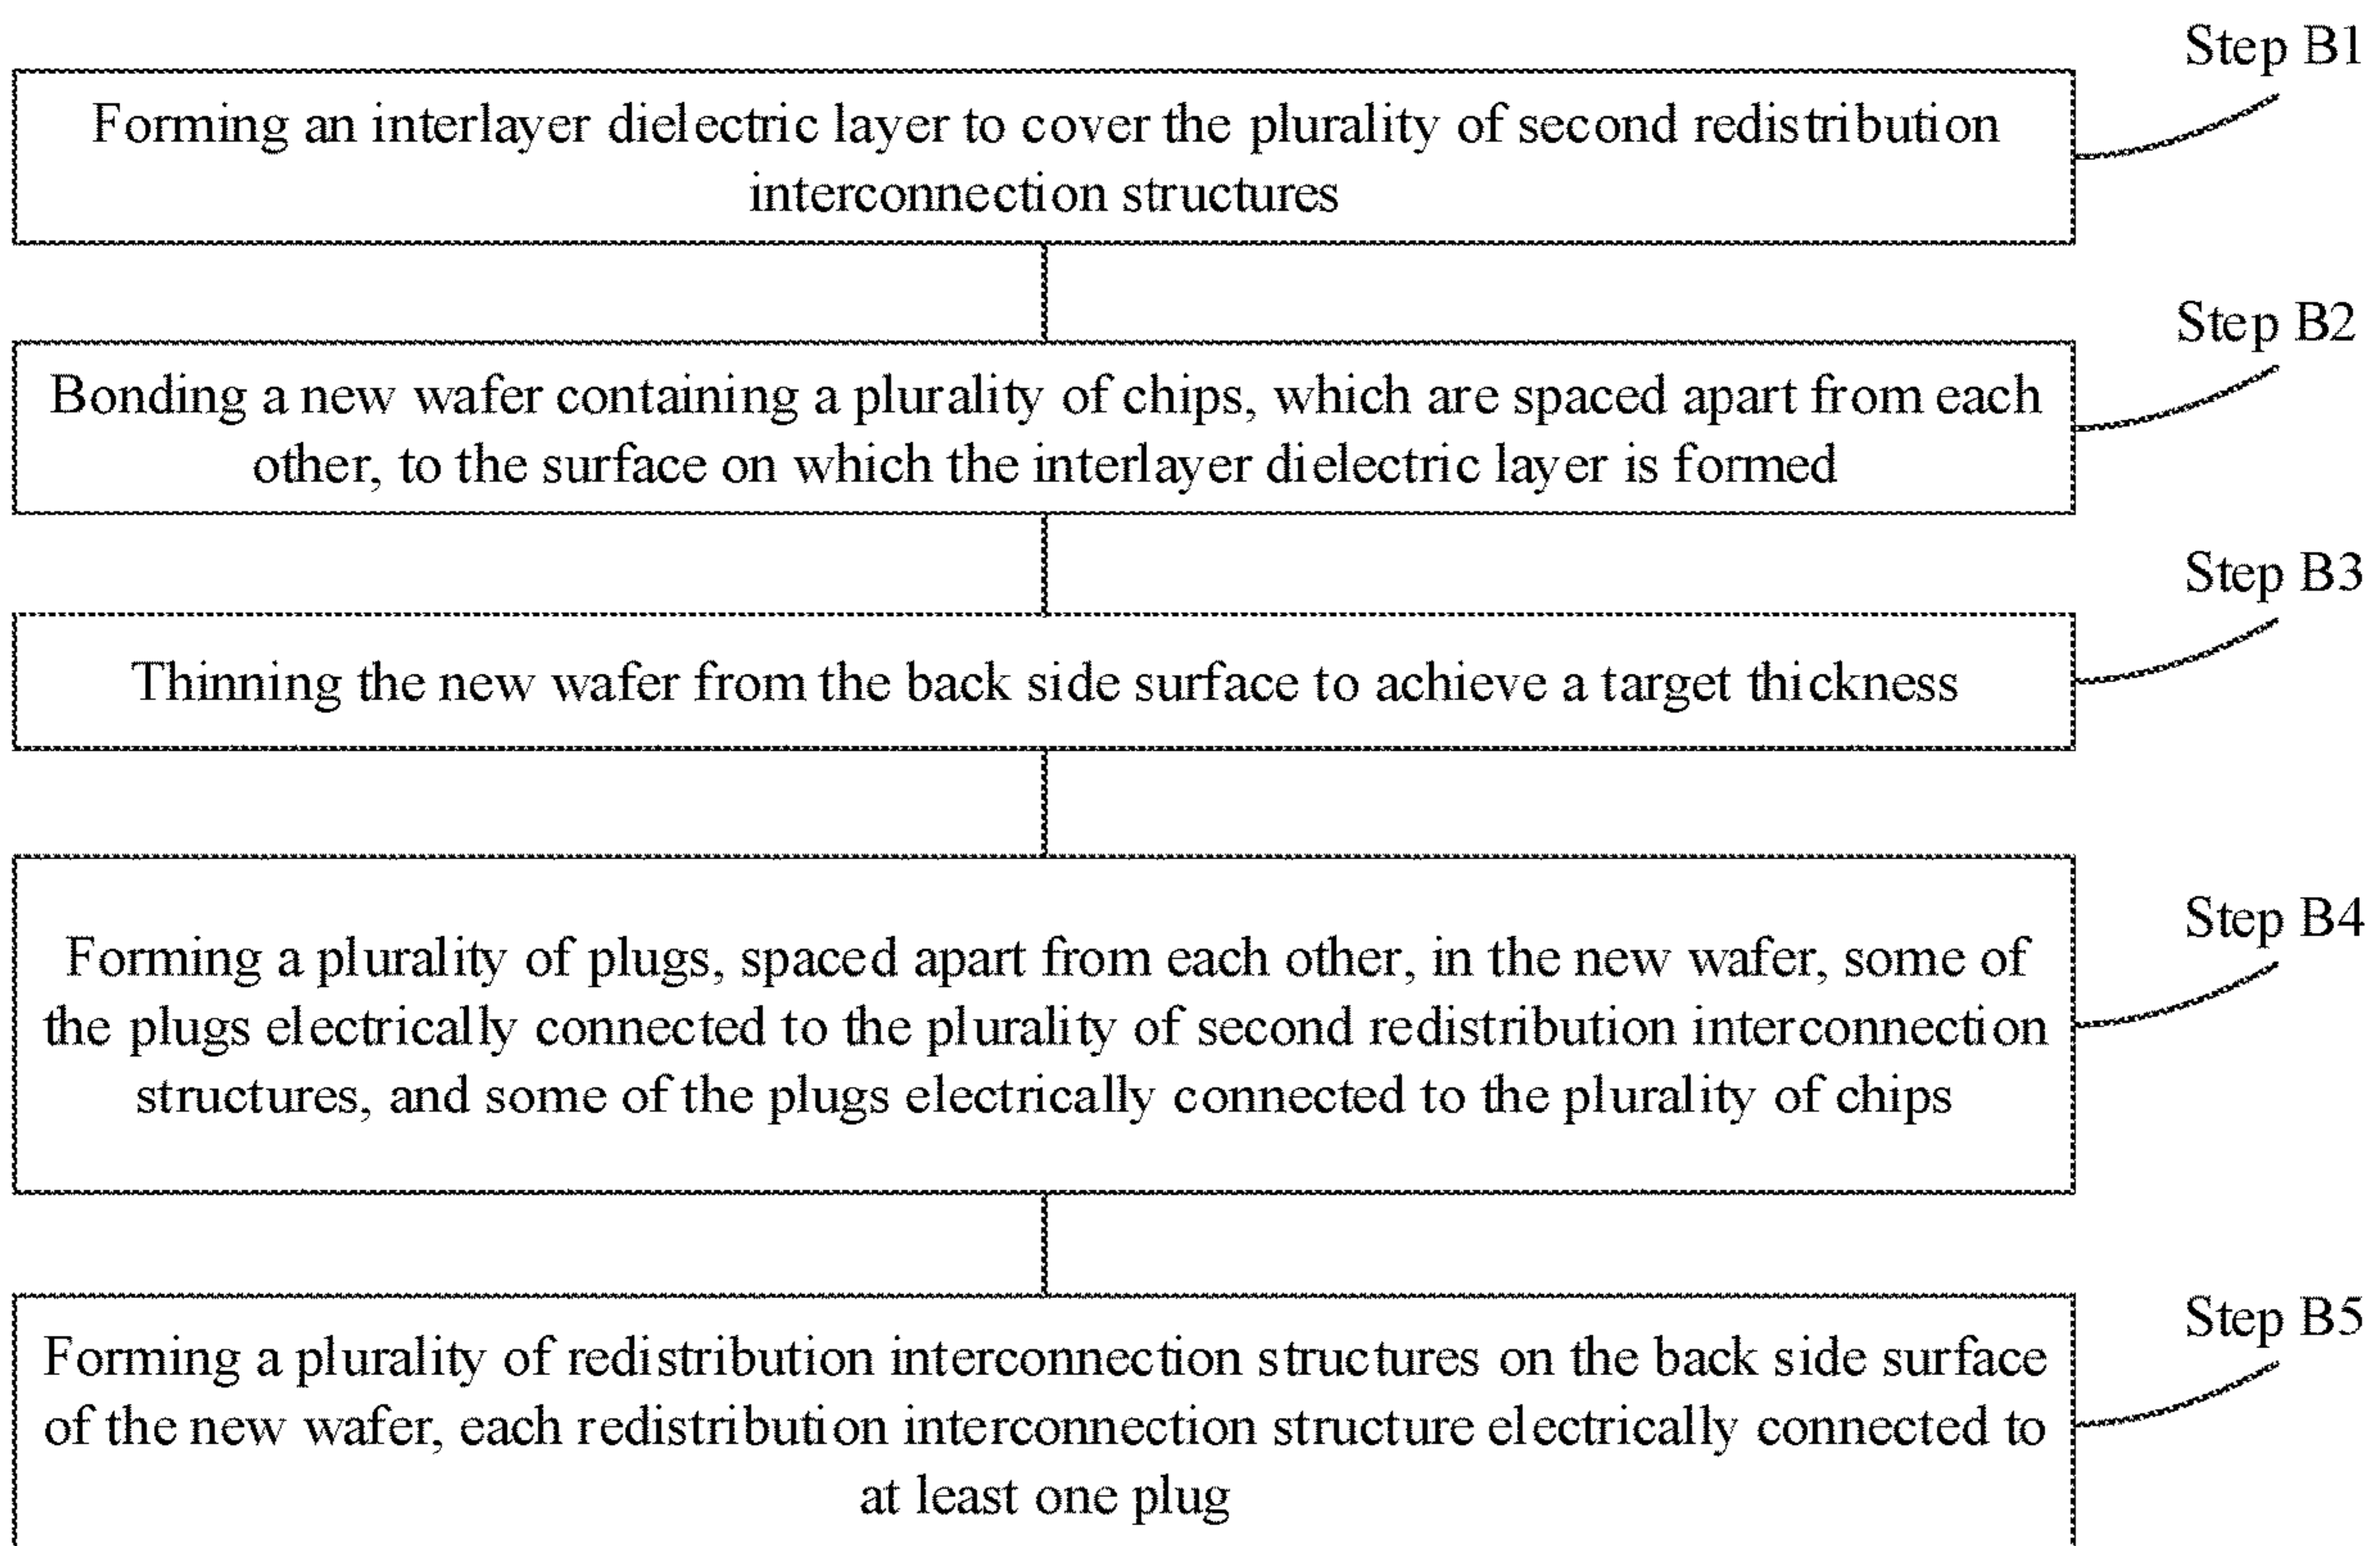 Step B1
Forming an interlayer dielectric layer to cover the plurality of second redistribution
interconnection structures
Step B2
Bonding a new wafer containing a plurality of chips, which are spaced apart from each
other, to the surface on which the interlayer dielectric layer is formed
Step B3
Thinning the new wafer from the back side surface to achieve a target thickness
Step B4
Forming a plurality of plugs, spaced apart from each other, in the new wafer, some of
the plugs electrically connected to the plurality of second redistribution interconnection
structures, and some of the plugs electrically connected to the plurality of chips
Step B5
Forming a plurality of redistribution interconnection structures on the back side surface
of the new wafer, each redistribution interconnection structure electrically connected to
at least one plug